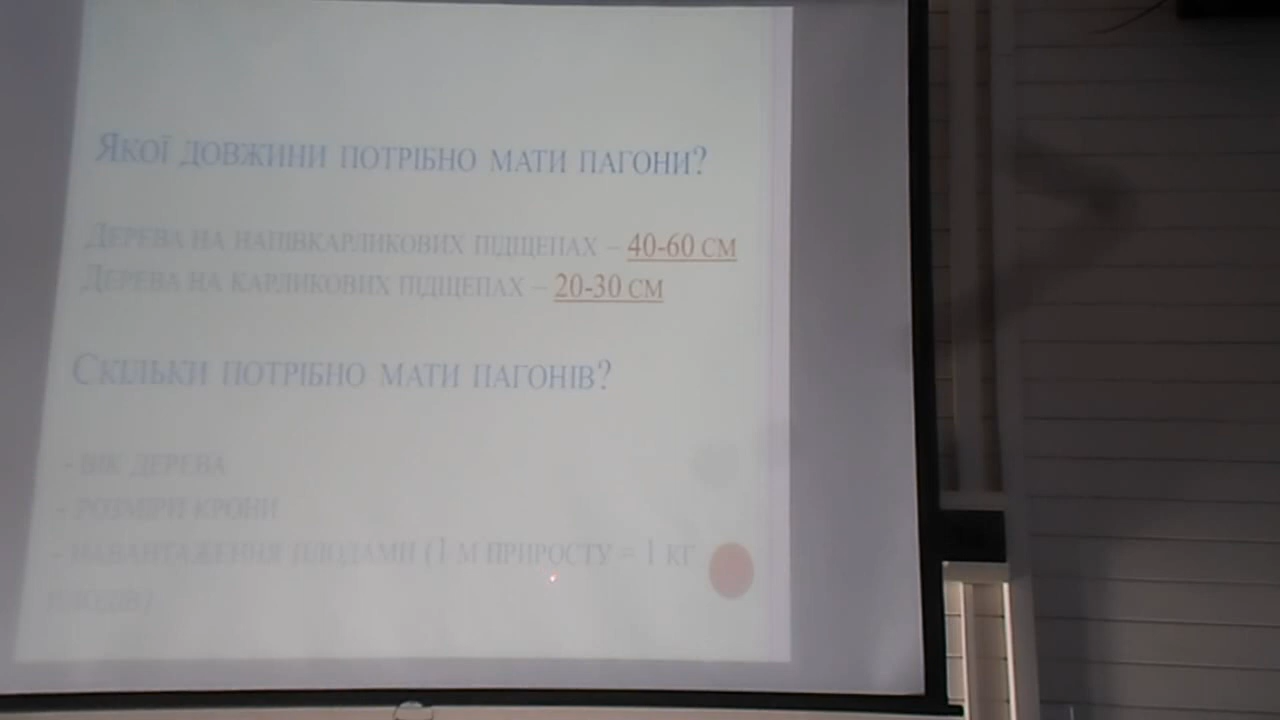 Якої довжини потрібно мати пагони?
Дерева на напівкарликових підщепах – 40-60 см
Дерева на карликових підщепах – 20-30 см
Скільки потрібно мати пагонів?
- вік дерева
- розміри крони
- навантаження плодами (1 м приросту = 1 кг